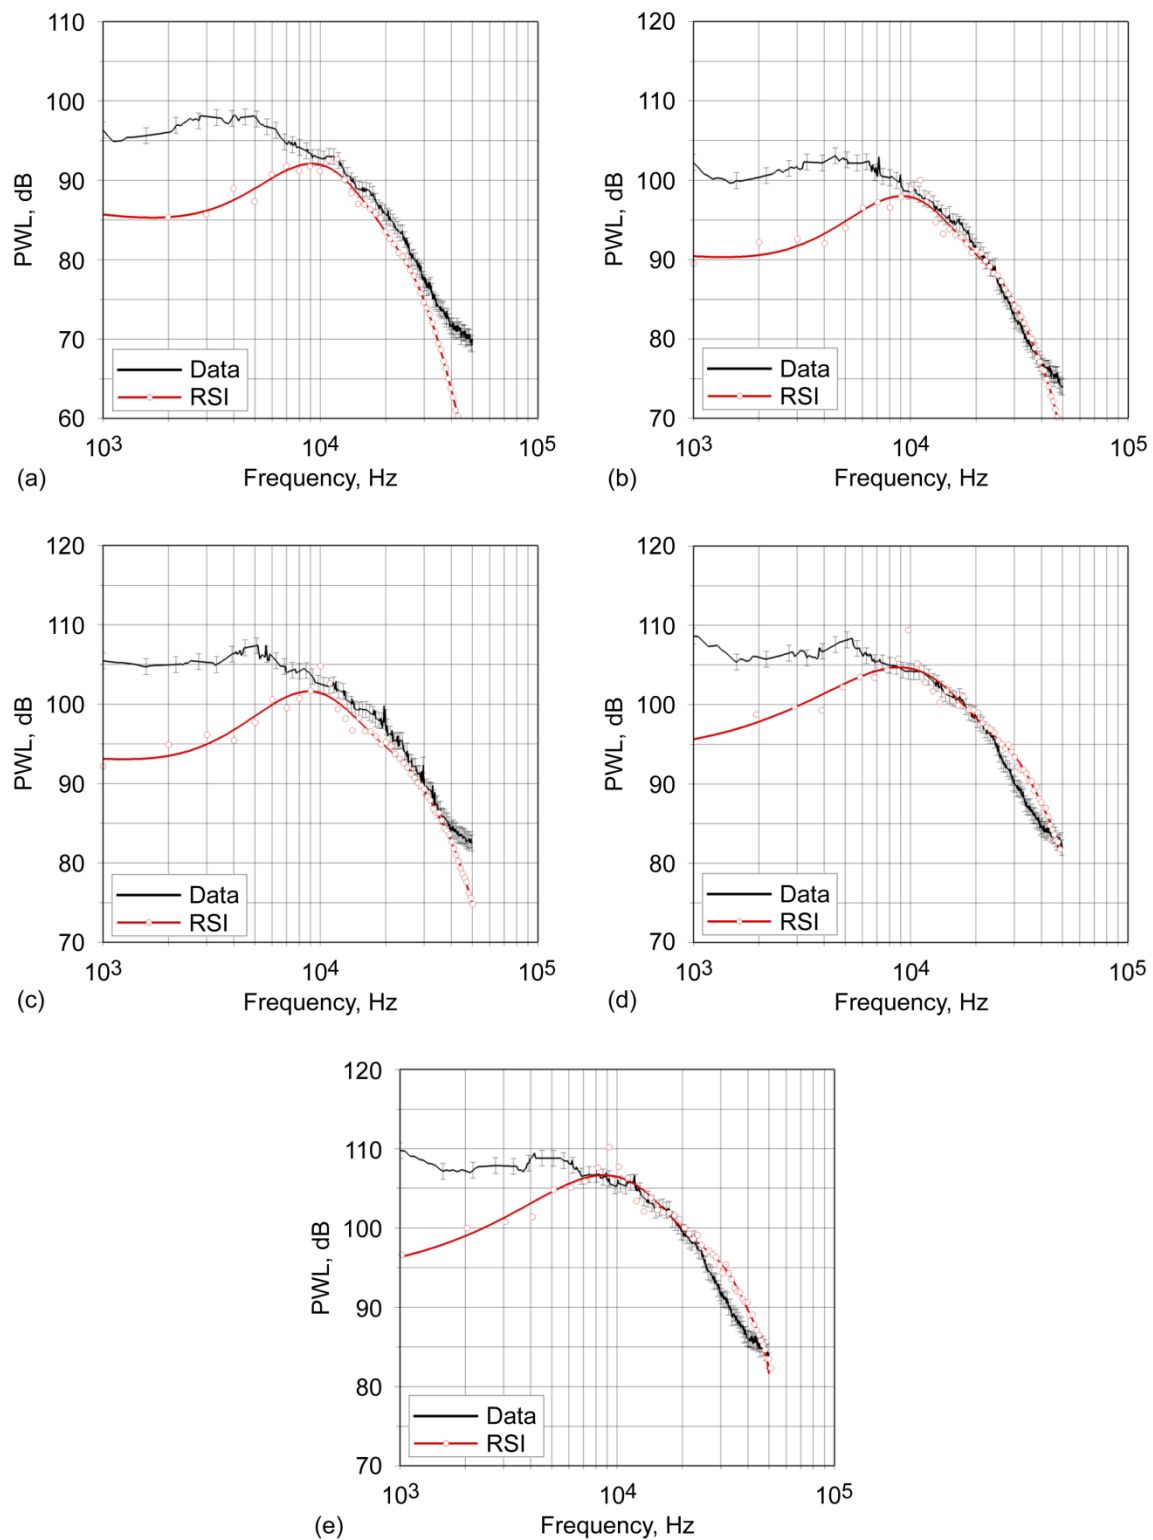 110
100
90
80
70
60
PWL, dB
Data
RSI
10³ 10⁴ 10⁵
Frequency, Hz
(a)
120
110
100
90
80
70
PWL, dB
Data
RSI
10³ 10⁴ 10⁵
Frequency, Hz
(b)
120
110
100
90
80
70
PWL, dB
Data
RSI
10³ 10⁴ 10⁵
Frequency, Hz
(c)
120
110
100
90
80
70
PWL, dB
Data
RSI
10³ 10⁴ 10⁵
Frequency, Hz
(d)
120
110
100
90
80
70
PWL, dB
Data
RSI
10³ 10⁴ 10⁵
Frequency, Hz
(e)